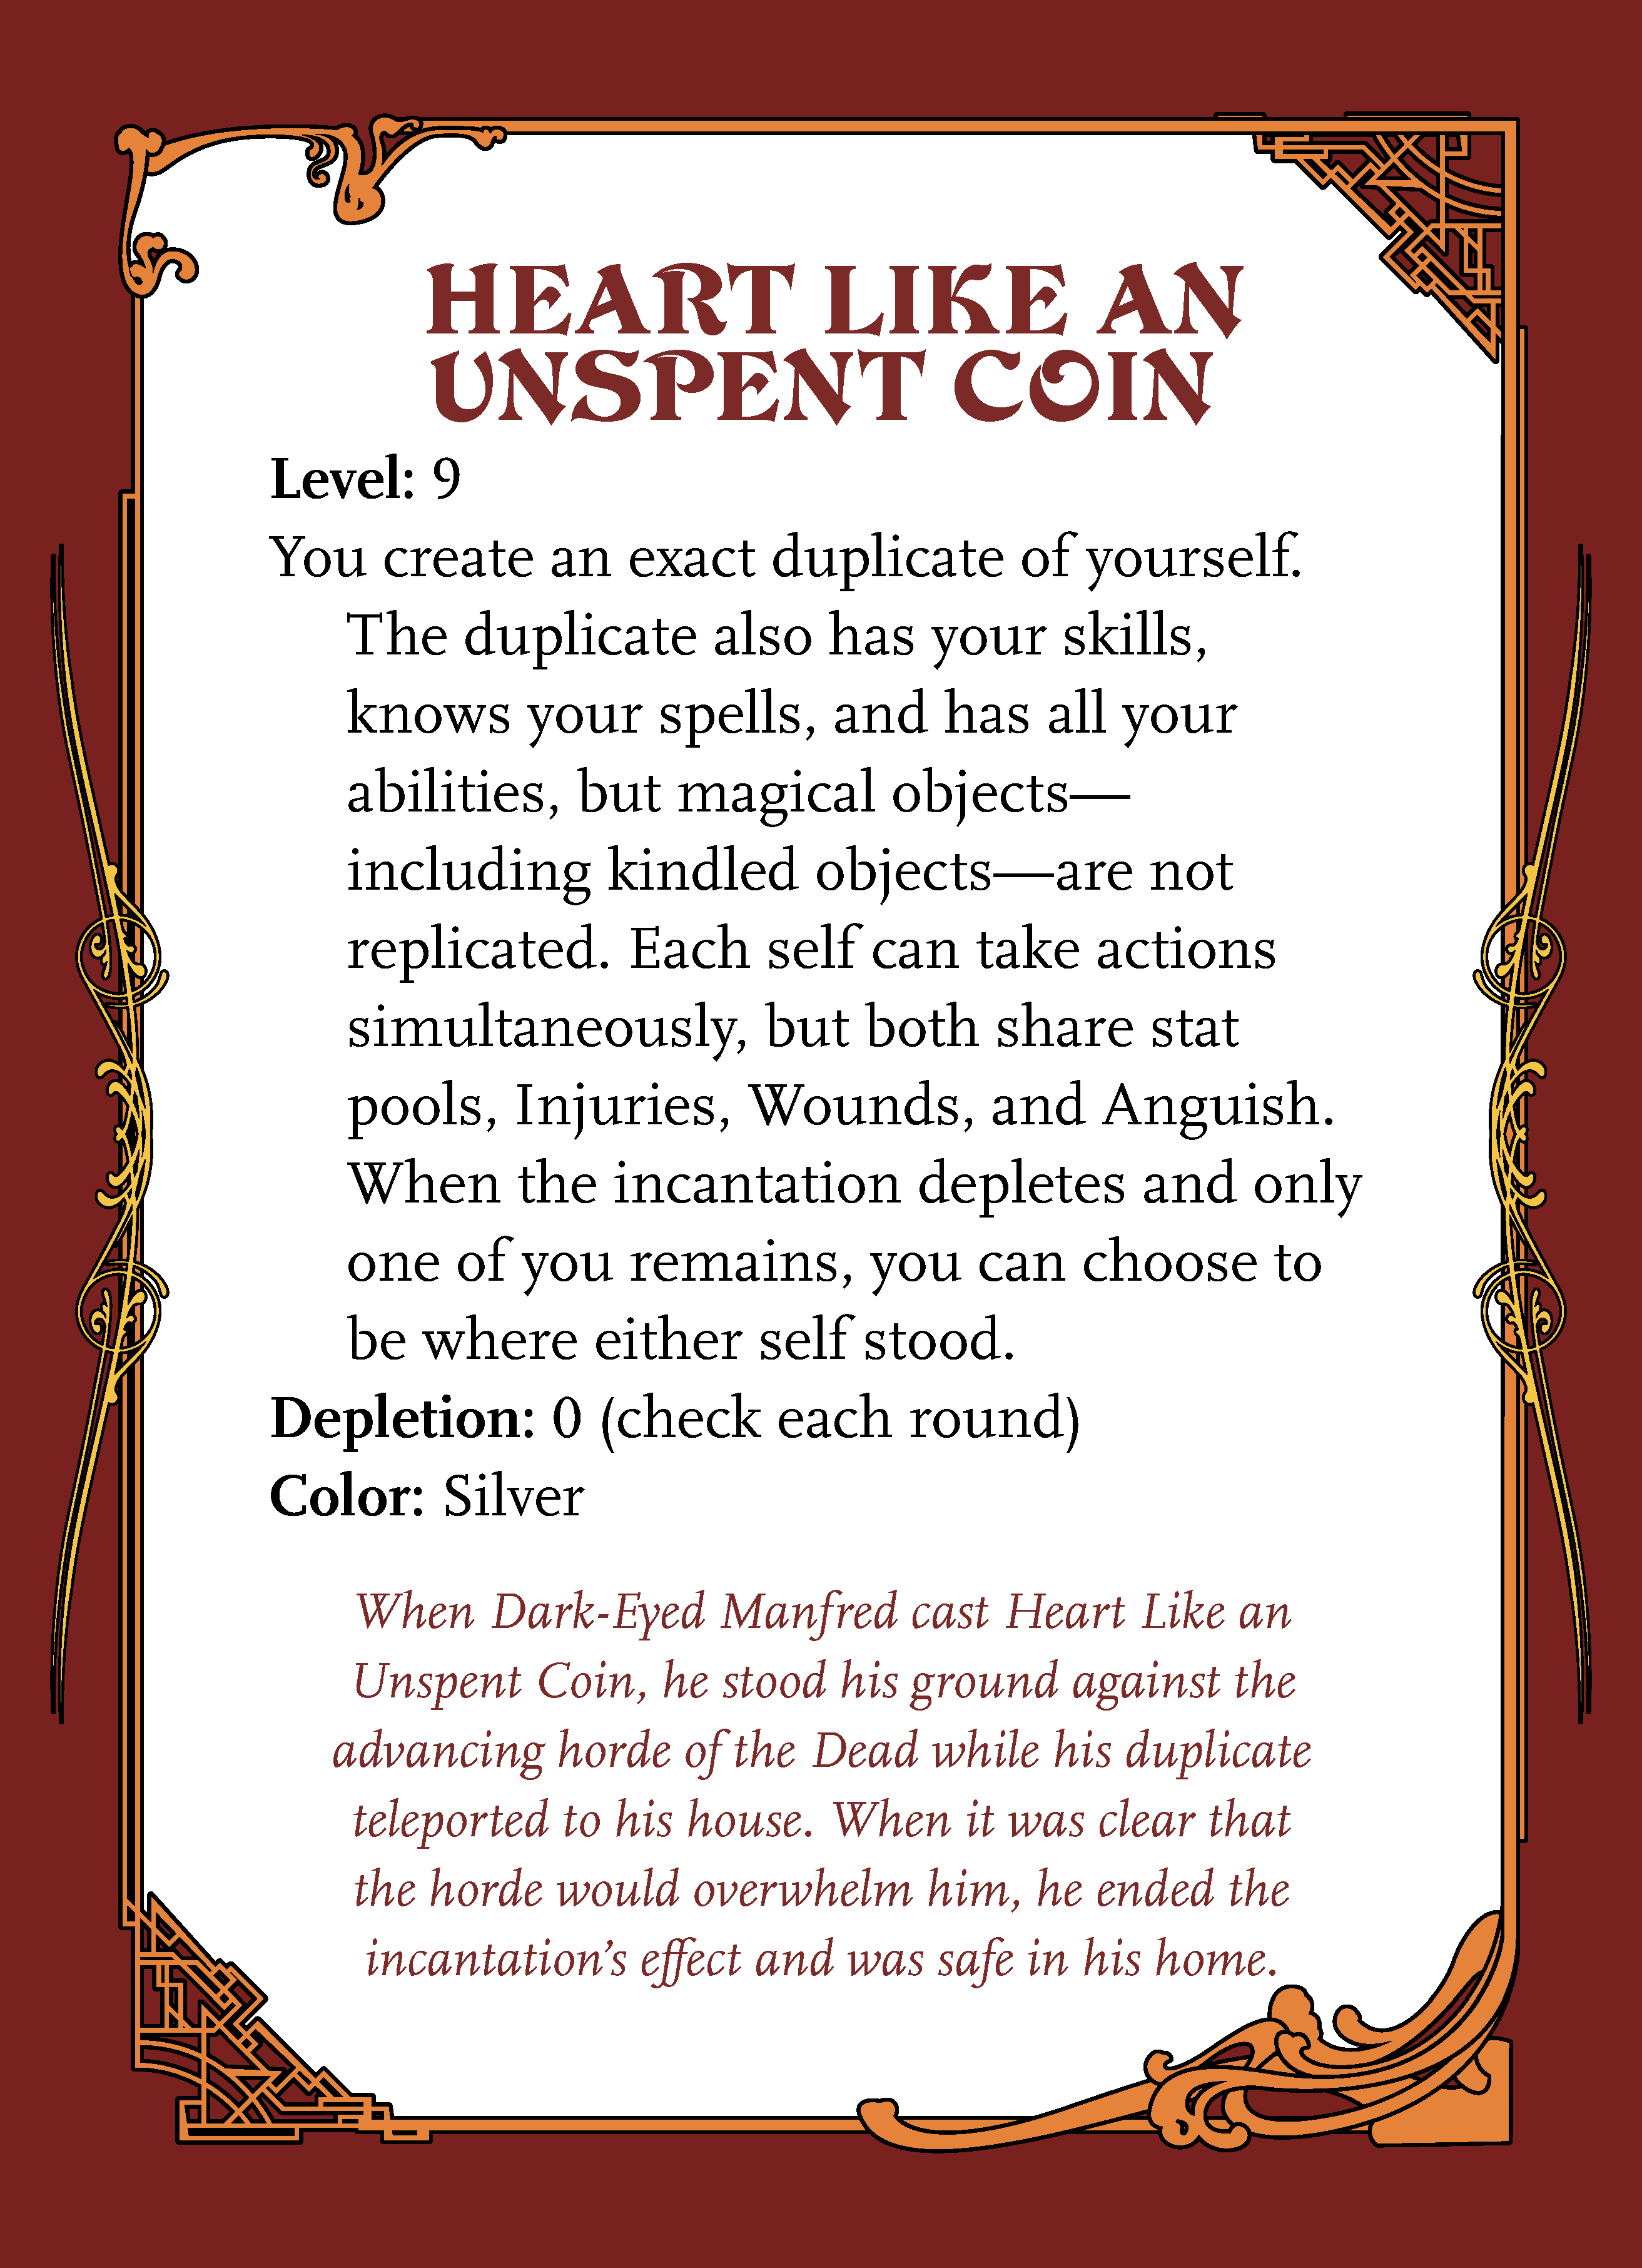 HEART LIKE AN
UNSPENT COIN
Level: 9
You create an exact duplicate of yourself.
The duplicate also has your skills,
knows your spells, and has all your
abilities, but magical objects—
including kindled objects—are not
replicated. Each self can take actions
simultaneously, but both share stat
pools, Injuries, Wounds, and Anguish.
When the incantation depletes and only
one of you remains, you can choose to
be where either self stood.
Depletion: 0 (check each round)
Color: Silver
When Dark-Eyed Manfred cast Heart Like an
Unspent Coin, he stood his ground against the
advancing horde of the Dead while his duplicate
teleported to his house. When it was clear that
the horde would overwhelm him, he ended the
incantation’s effect and was safe in his home.